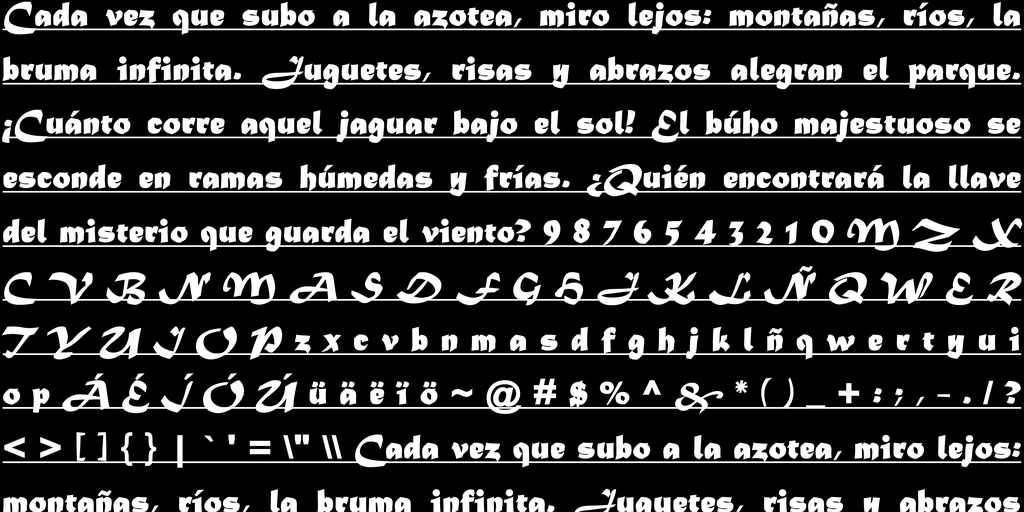 Cada vez que subo a la azotea, miro lejos: montañas, ríos, la
bruma infinita. Juguetes, risas y abrazos alegran el parque.
¡Cuánto corre aquel jaguar bajo el sol! El búho majestuoso se
esconde en ramas húmedas y frías. ¿Quién encontrará la llave
del misterio que guarda el viento? 9 8 7 6 5 4 3 2 1 0 M Z X
C V B N M A S D F G H J K L Ñ Q W E R
T Y U I O P z x c v b n m a s d f g h j k l ñ q w e r t y u i
o p Á É Í Ó Ú ü ä ë ï ö ~ @ # $ % ^ & * ( ) _ + : ; , - . / ?
< > [ ] { } | ` ' = \" \\ Cada vez que subo a la azotea, miro lejos:
montañas, ríos, la bruma infinita. Juguetes, risas y abrazos